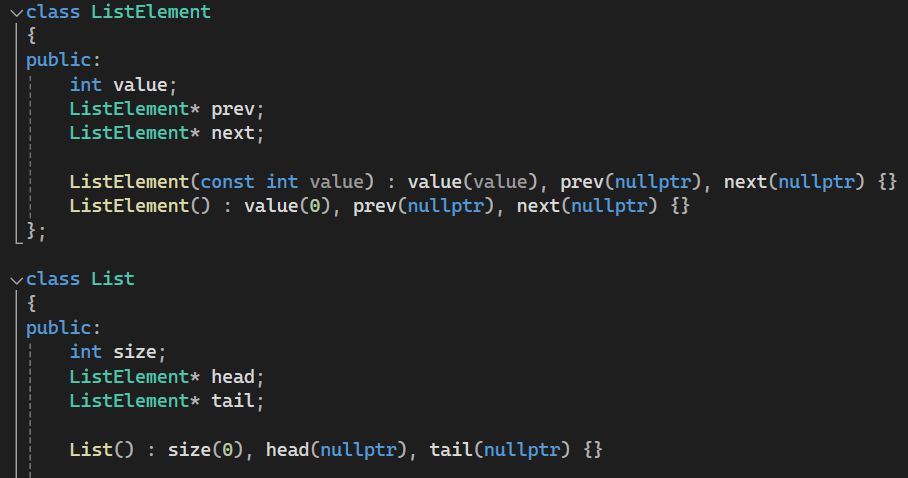 class ListElement
{
public:
    int value;
    ListElement* prev;
    ListElement* next;

    ListElement(const int value) : value(value), prev(nullptr), next(nullptr) {}
    ListElement() : value(0), prev(nullptr), next(nullptr) {}
};

class List
{
public:
    int size;
    ListElement* head;
    ListElement* tail;

    List() : size(0), head(nullptr), tail(nullptr) {}